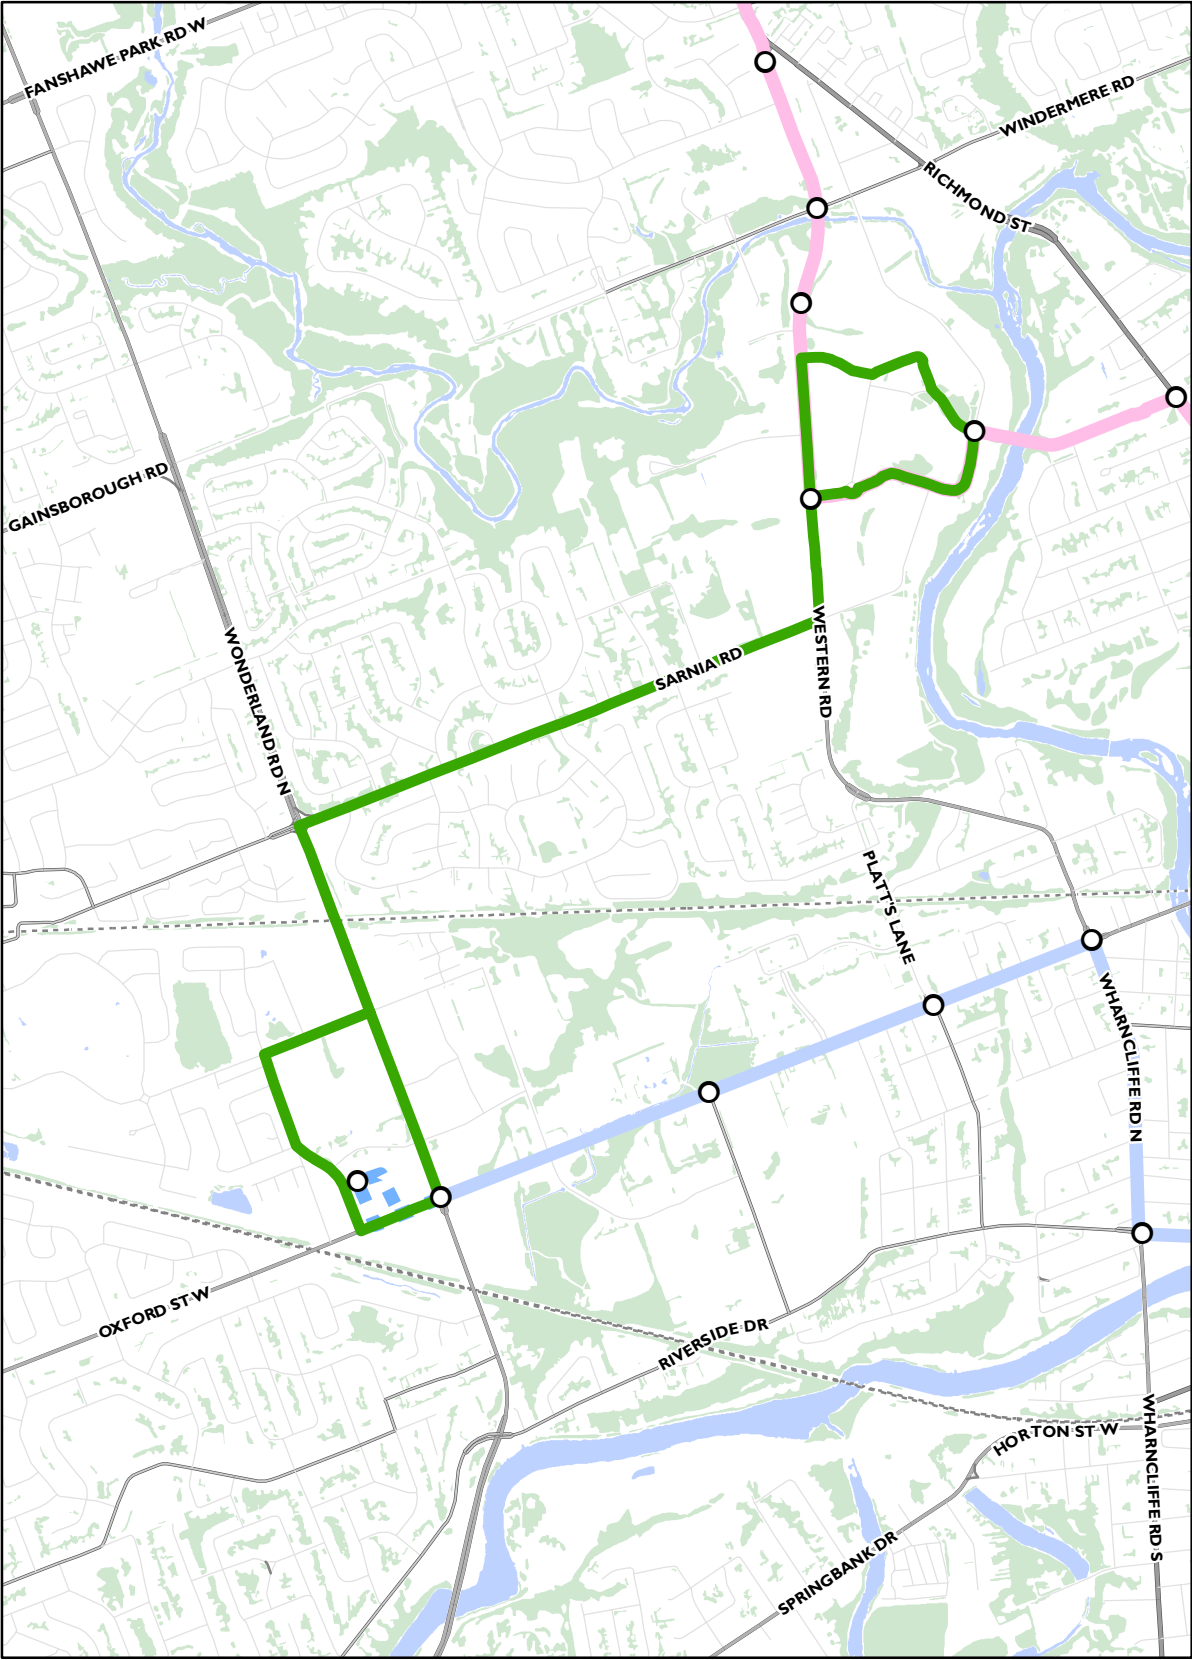 FANSHAWE PARK RD W
WINDERMERE RD
RICHMOND ST
GAINSBOROUGH RD
WONDERLAND RD N
SARNIA RD
WESTERN RD
PLATT'S LANE
WHARNCLIFFE RD N
OXFORD ST W
RIVERSIDE DR
HORTON ST W
WHARNCLIFFE RD S
SPRINGBANK DR